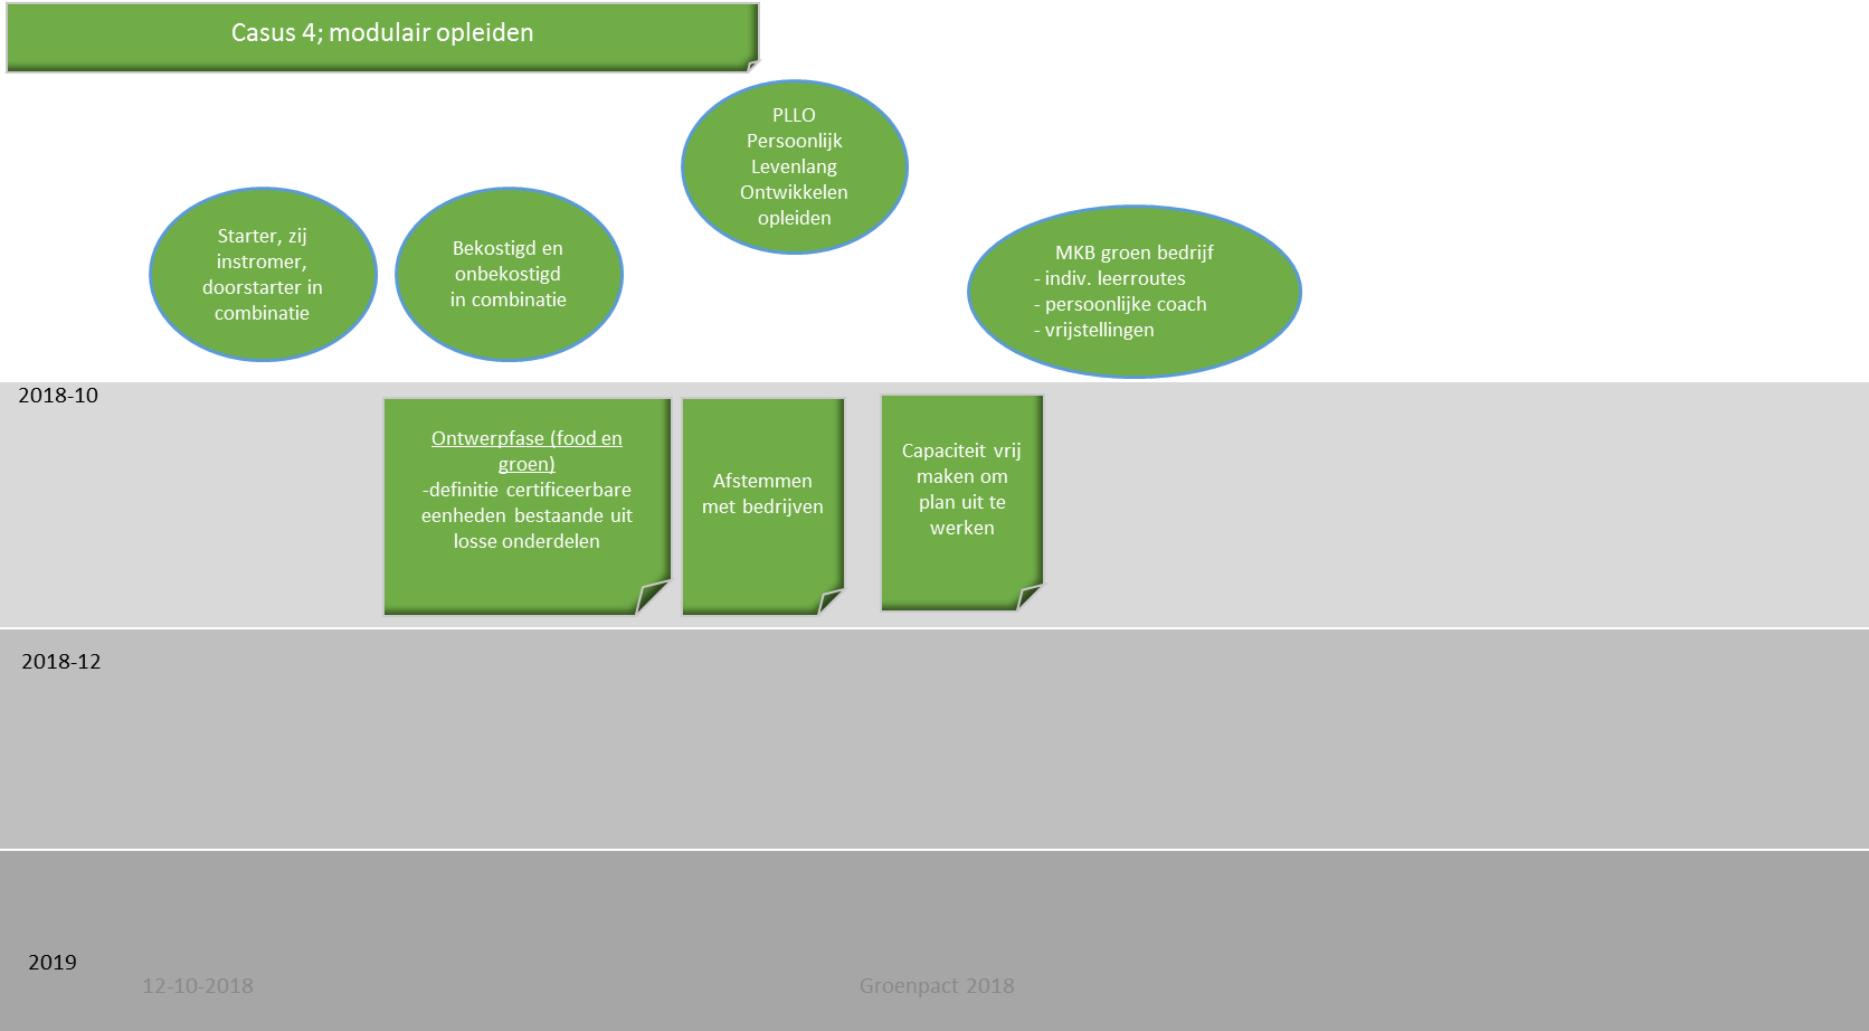 Casus 4; modulair opleiden
PLLO
Persoonlijk
Levenlang
Ontwikkelen
opleiden
Starter, zij
instromer,
doorstarter in
combinatie
Bekostigd en
onbekostigd
in combinatie
MKB groen bedrijf
- indiv. leerroutes
- persoonlijke coach
- vrijstellingen
2018-10
Ontwerpfase (food en
groen)
-definitie certificeerbare
eenheden bestaande uit
losse onderdelen
Afstemmen
met bedrijven
Capaciteit vrij
maken om
plan uit te
werken
2018-12
2019
12-10-2018
Groenpact 2018